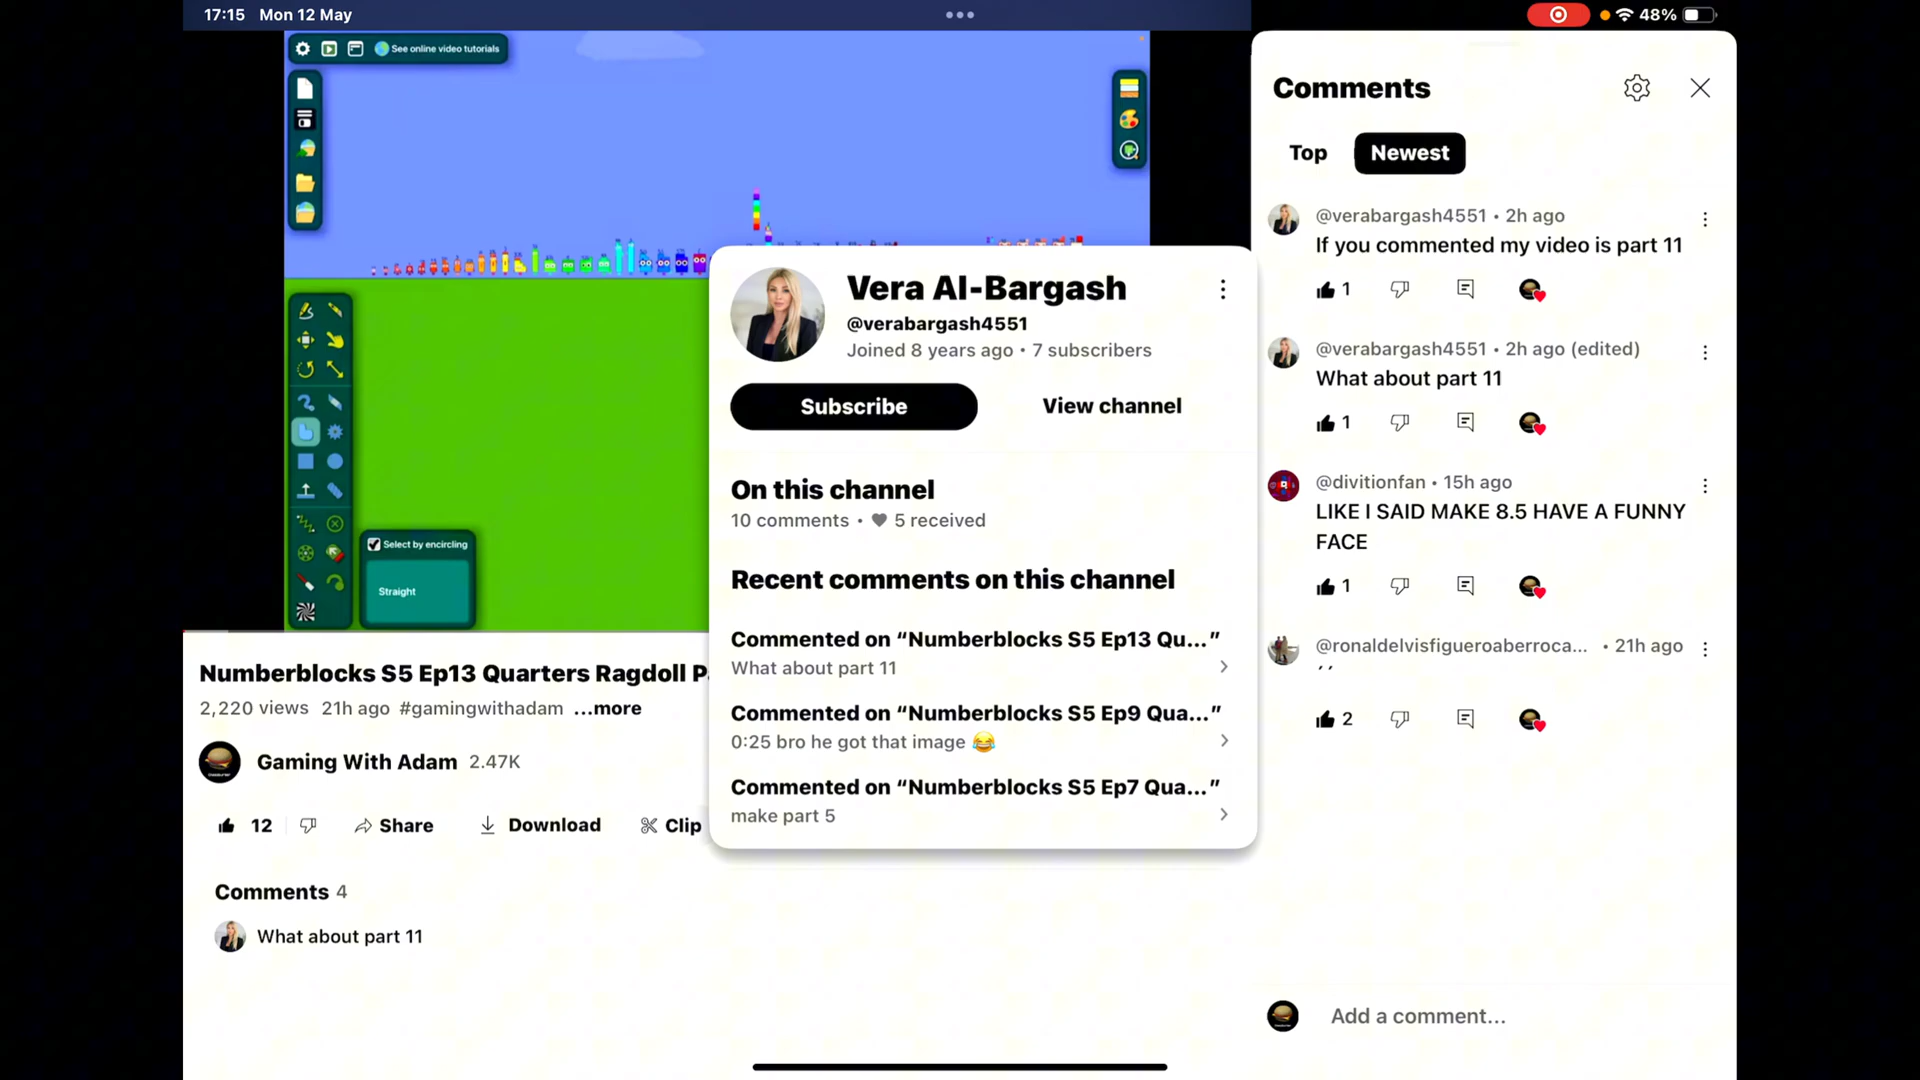 17:15 Mon 12 May
48%
See online video tutorials
Select by encircling
Straight
Numberblocks S5 Ep13 Quarters Ragdoll
2,220 views 21h ago #gamingwithadam ...more
Gaming With Adam 2.47K
12
Share
Download
Clip
Comments 4
What about part 11
Vera Al-Bargash
@verabargash4551
Joined 8 years ago • 7 subscribers
Subscribe
View channel
On this channel
10 comments • 5 received
Recent comments on this channel
Commented on “Numberblocks S5 Ep13 Qu...”
What about part 11
Commented on “Numberblocks S5 Ep9 Qua...”
0:25 bro he got that image 😂
Commented on “Numberblocks S5 Ep7 Qua...”
make part 5
Comments
Top
Newest
@verabargash4551 • 2h ago
If you commented my video is part 11
1
@verabargash4551 • 2h ago (edited)
What about part 11
1
@divitionfan • 15h ago
LIKE I SAID MAKE 8.5 HAVE A FUNNY
FACE
1
@ronaldelvisfigueroaberroca... • 21h ago
2
Add a comment...